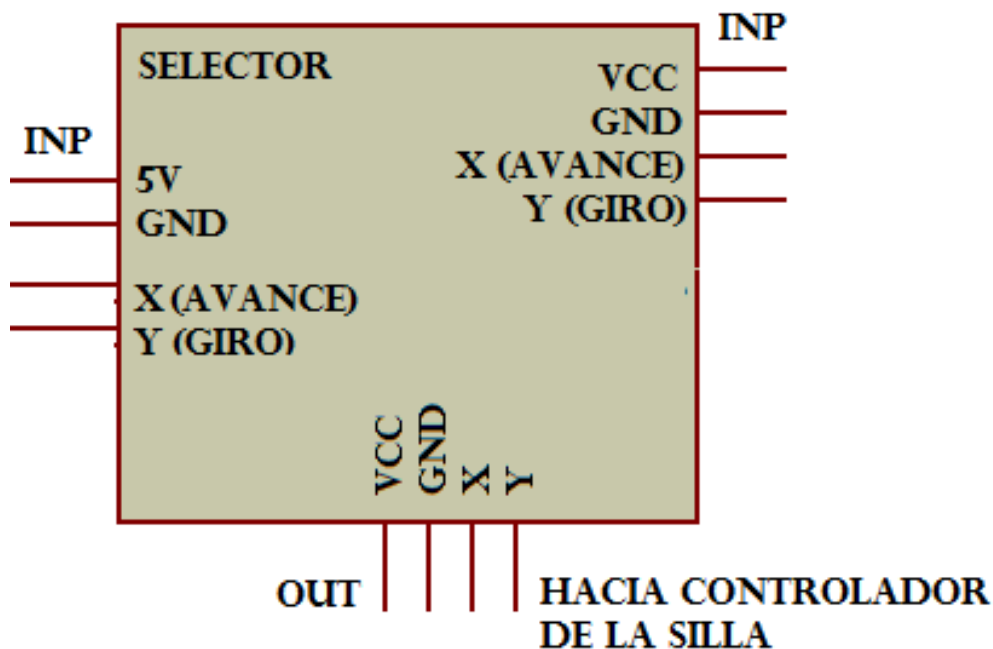 SELECTOR
INP
5V
GND
X (AVANCE)
Y (GIRO)
INP
VCC
GND
X (AVANCE)
Y (GIRO)
VCC
GND
X
Y
OUT
HACIA CONTROLADOR
DE LA SILLA